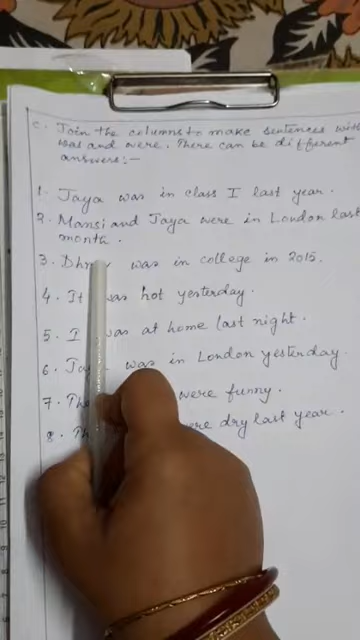 C. Join the columns to make sentences with
was and were. There can be different
answers:-
1. Jaya was in class I last year.
2. Mansi and Jaya were in London last
month.
3. was in college in 2015.
4. It was hot yesterday.
5. I was at home last night.
6. was in London yesterday.
7. were funny.
8. were dry last year.